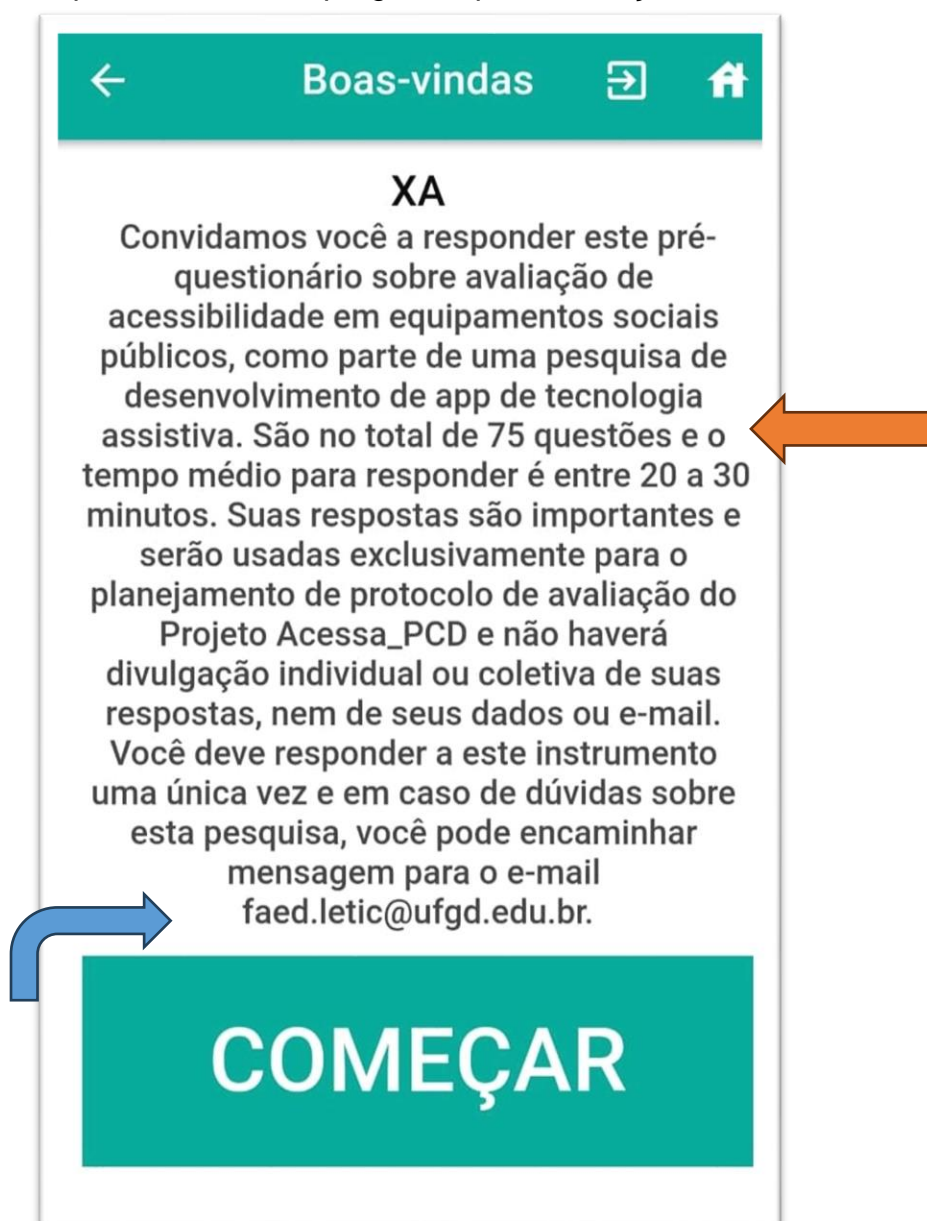 Boas-vindas
XA
Convidamos você a responder este pré-
questionário sobre avaliação de
acessibilidade em equipamentos sociais
públicos, como parte de uma pesquisa de
desenvolvimento de app de tecnologia
assistiva. São no total de 75 questões e o
tempo médio para responder é entre 20 a 30
minutos. Suas respostas são importantes e
serão usadas exclusivamente para o
planejamento de protocolo de avaliação do
Projeto Acessa_PCD e não haverá
divulgação individual ou coletiva de suas
respostas, nem de seus dados ou e-mail.
Você deve responder a este instrumento
uma única vez e em caso de dúvidas sobre
esta pesquisa, você pode encaminhar
mensagem para o e-mail
faed.letic@ufgd.edu.br.
COMEÇAR